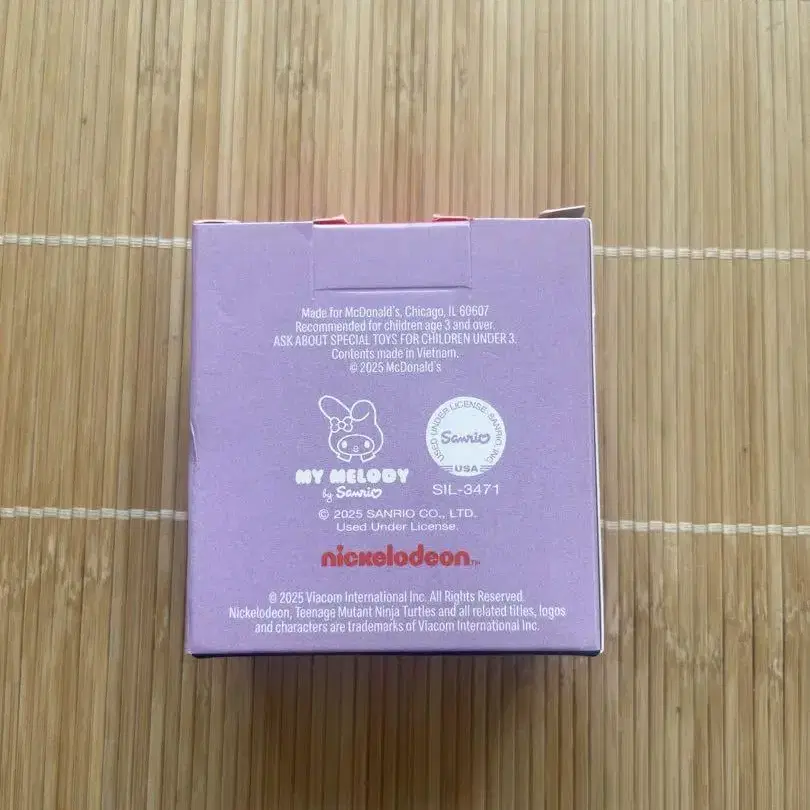 Made for McDonald's, Chicago, IL 60607
Recommended for children age 3 and over.
ASK ABOUT SPECIAL TOYS FOR CHILDREN UNDER 3.
Contents made in Vietnam.
© 2025 McDonald's
MY MELODY
by Sanrio
USED UNDER LICENSE SANRIO, INC.
Sanrio
USA
SIL-3471
© 2025 SANRIO CO., LTD.
Used Under License.
nickelodeon™
© 2025 Viacom International Inc. All Rights Reserved.
Nickelodeon, Teenage Mutant Ninja Turtles and all related titles, logos
and characters are trademarks of Viacom International Inc.